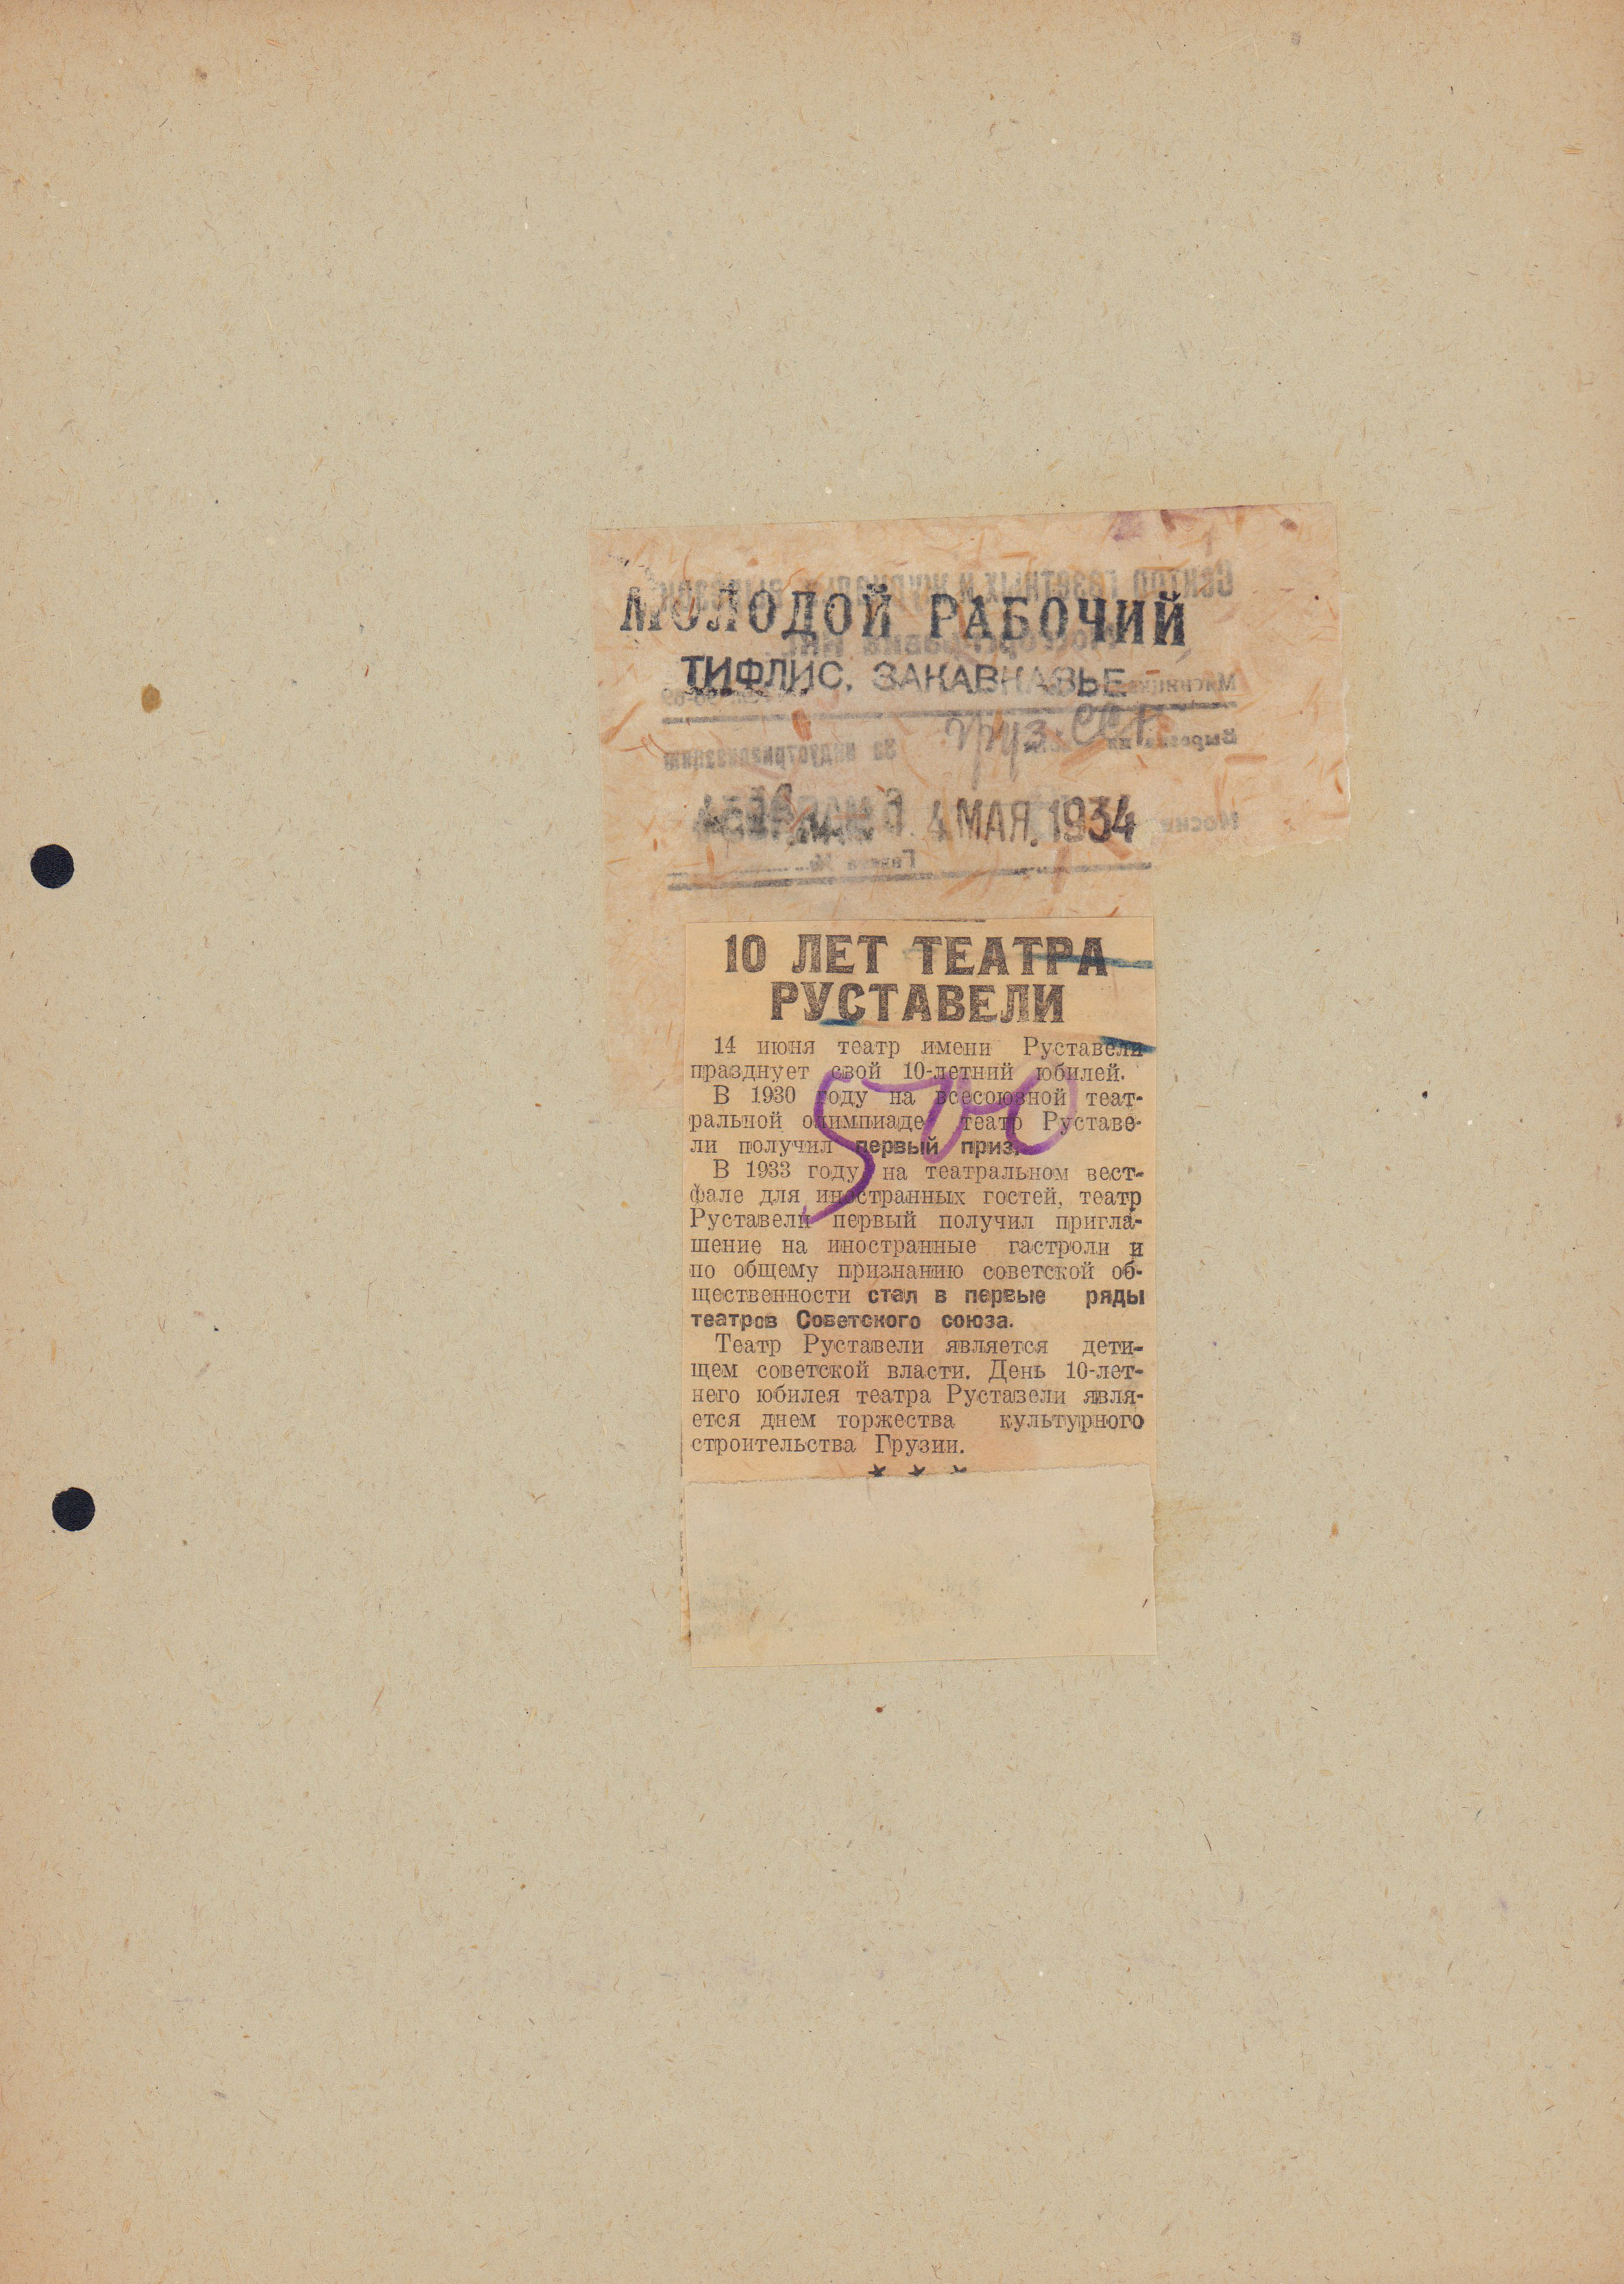 МОЛОДОЙ РАБОЧИЙ
ТИФЛИС, ЗАКАВКАЗЬЕ
Груз. ССР.
4 МАЯ. 1934
10 ЛЕТ ТЕАТРА
РУСТАВЕЛИ
14 июня театр имени Руставели
празднует свой 10-летний юбилей.
В 1930 году на всесоюзной теат-
ральной олимпиаде театр Руставе-
ли получил первый приз.
В 1933 году на театральном вест-
фале для иностранных гостей, театр
Руставели первый получил пригла-
шение на иностранные гастроли и
по общему признанию советской об-
щественности стал в первые ряды
театров Советского союза.
Театр Руставели является дети-
щем советской власти. День 10-лет-
него юбилея театра Руставели явля-
ется днем торжества культурного
строительства Грузии.
* * *